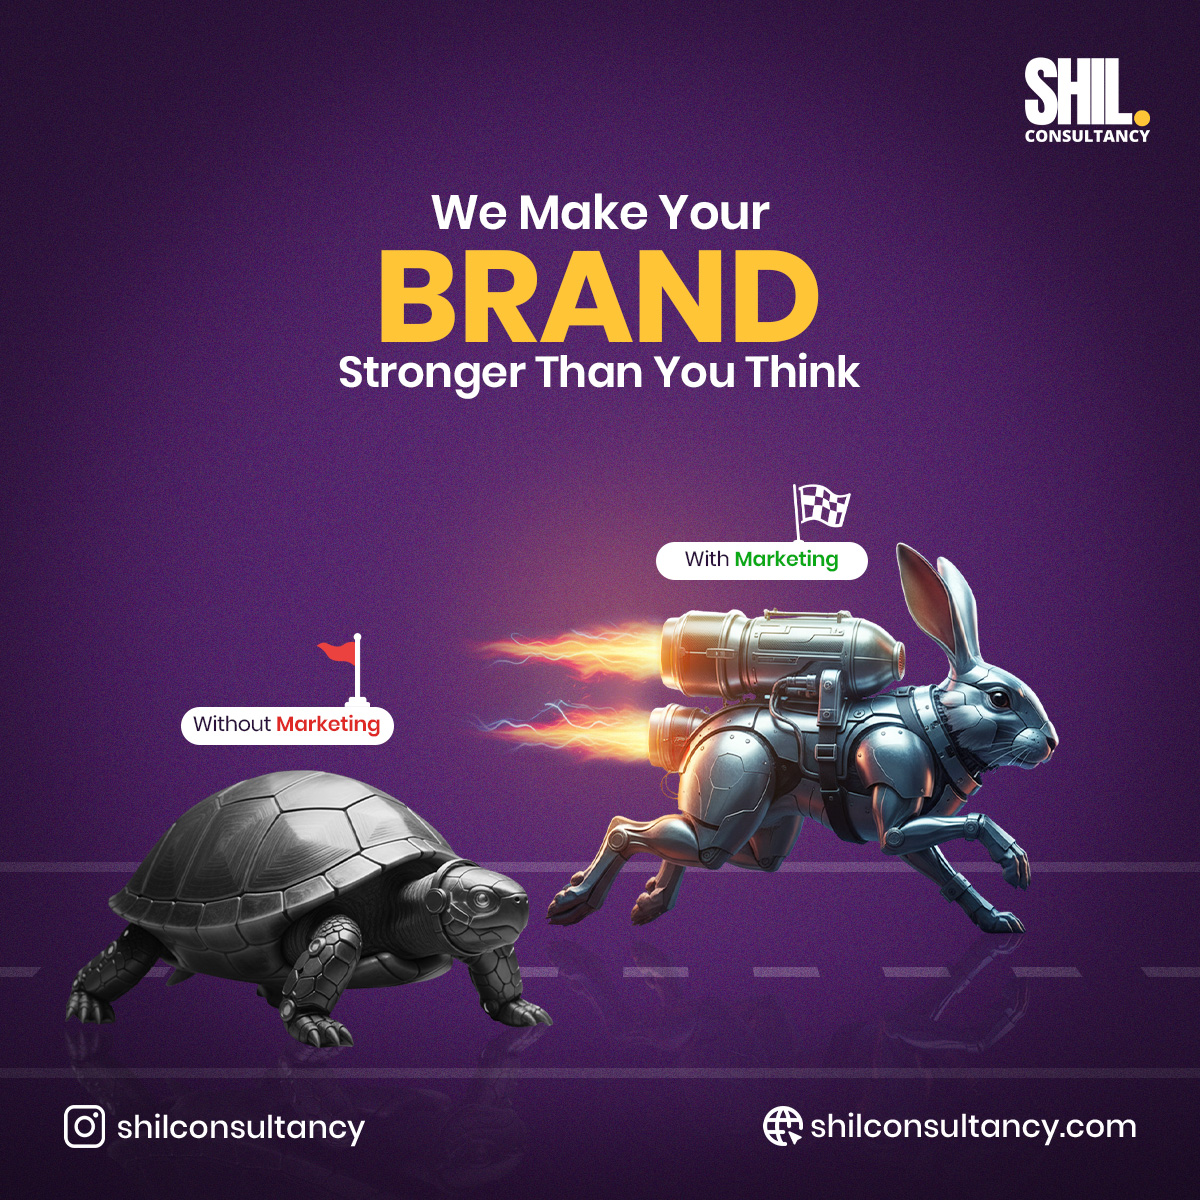 SHIL.
CONSULTANCY
We Make Your
BRAND
Stronger Than You Think
With Marketing
Without Marketing
shilconsultancy
shilconsultancy.com